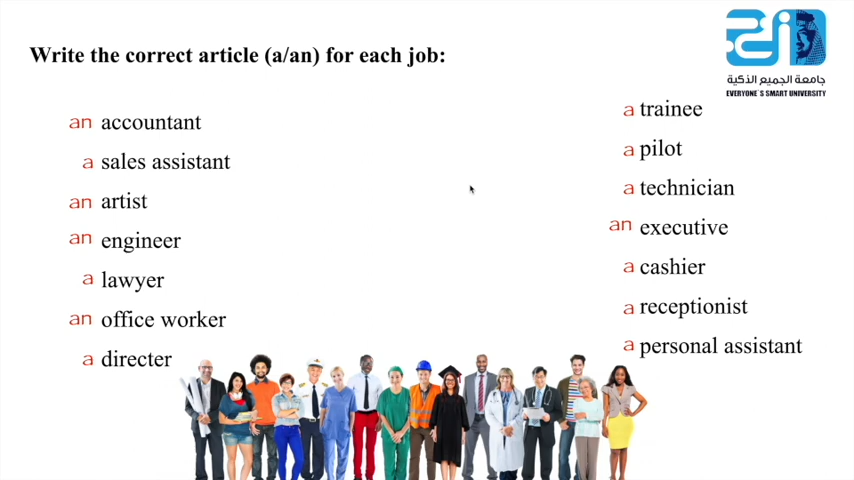 Write the correct article (a/an) for each job:
جامعة الجميع الذكية
EVERYONE`S SMART UNIVERSITY
an accountant
a sales assistant
an artist
an engineer
a lawyer
an office worker
a directer
a trainee
a pilot
a technician
an executive
a cashier
a receptionist
a personal assistant